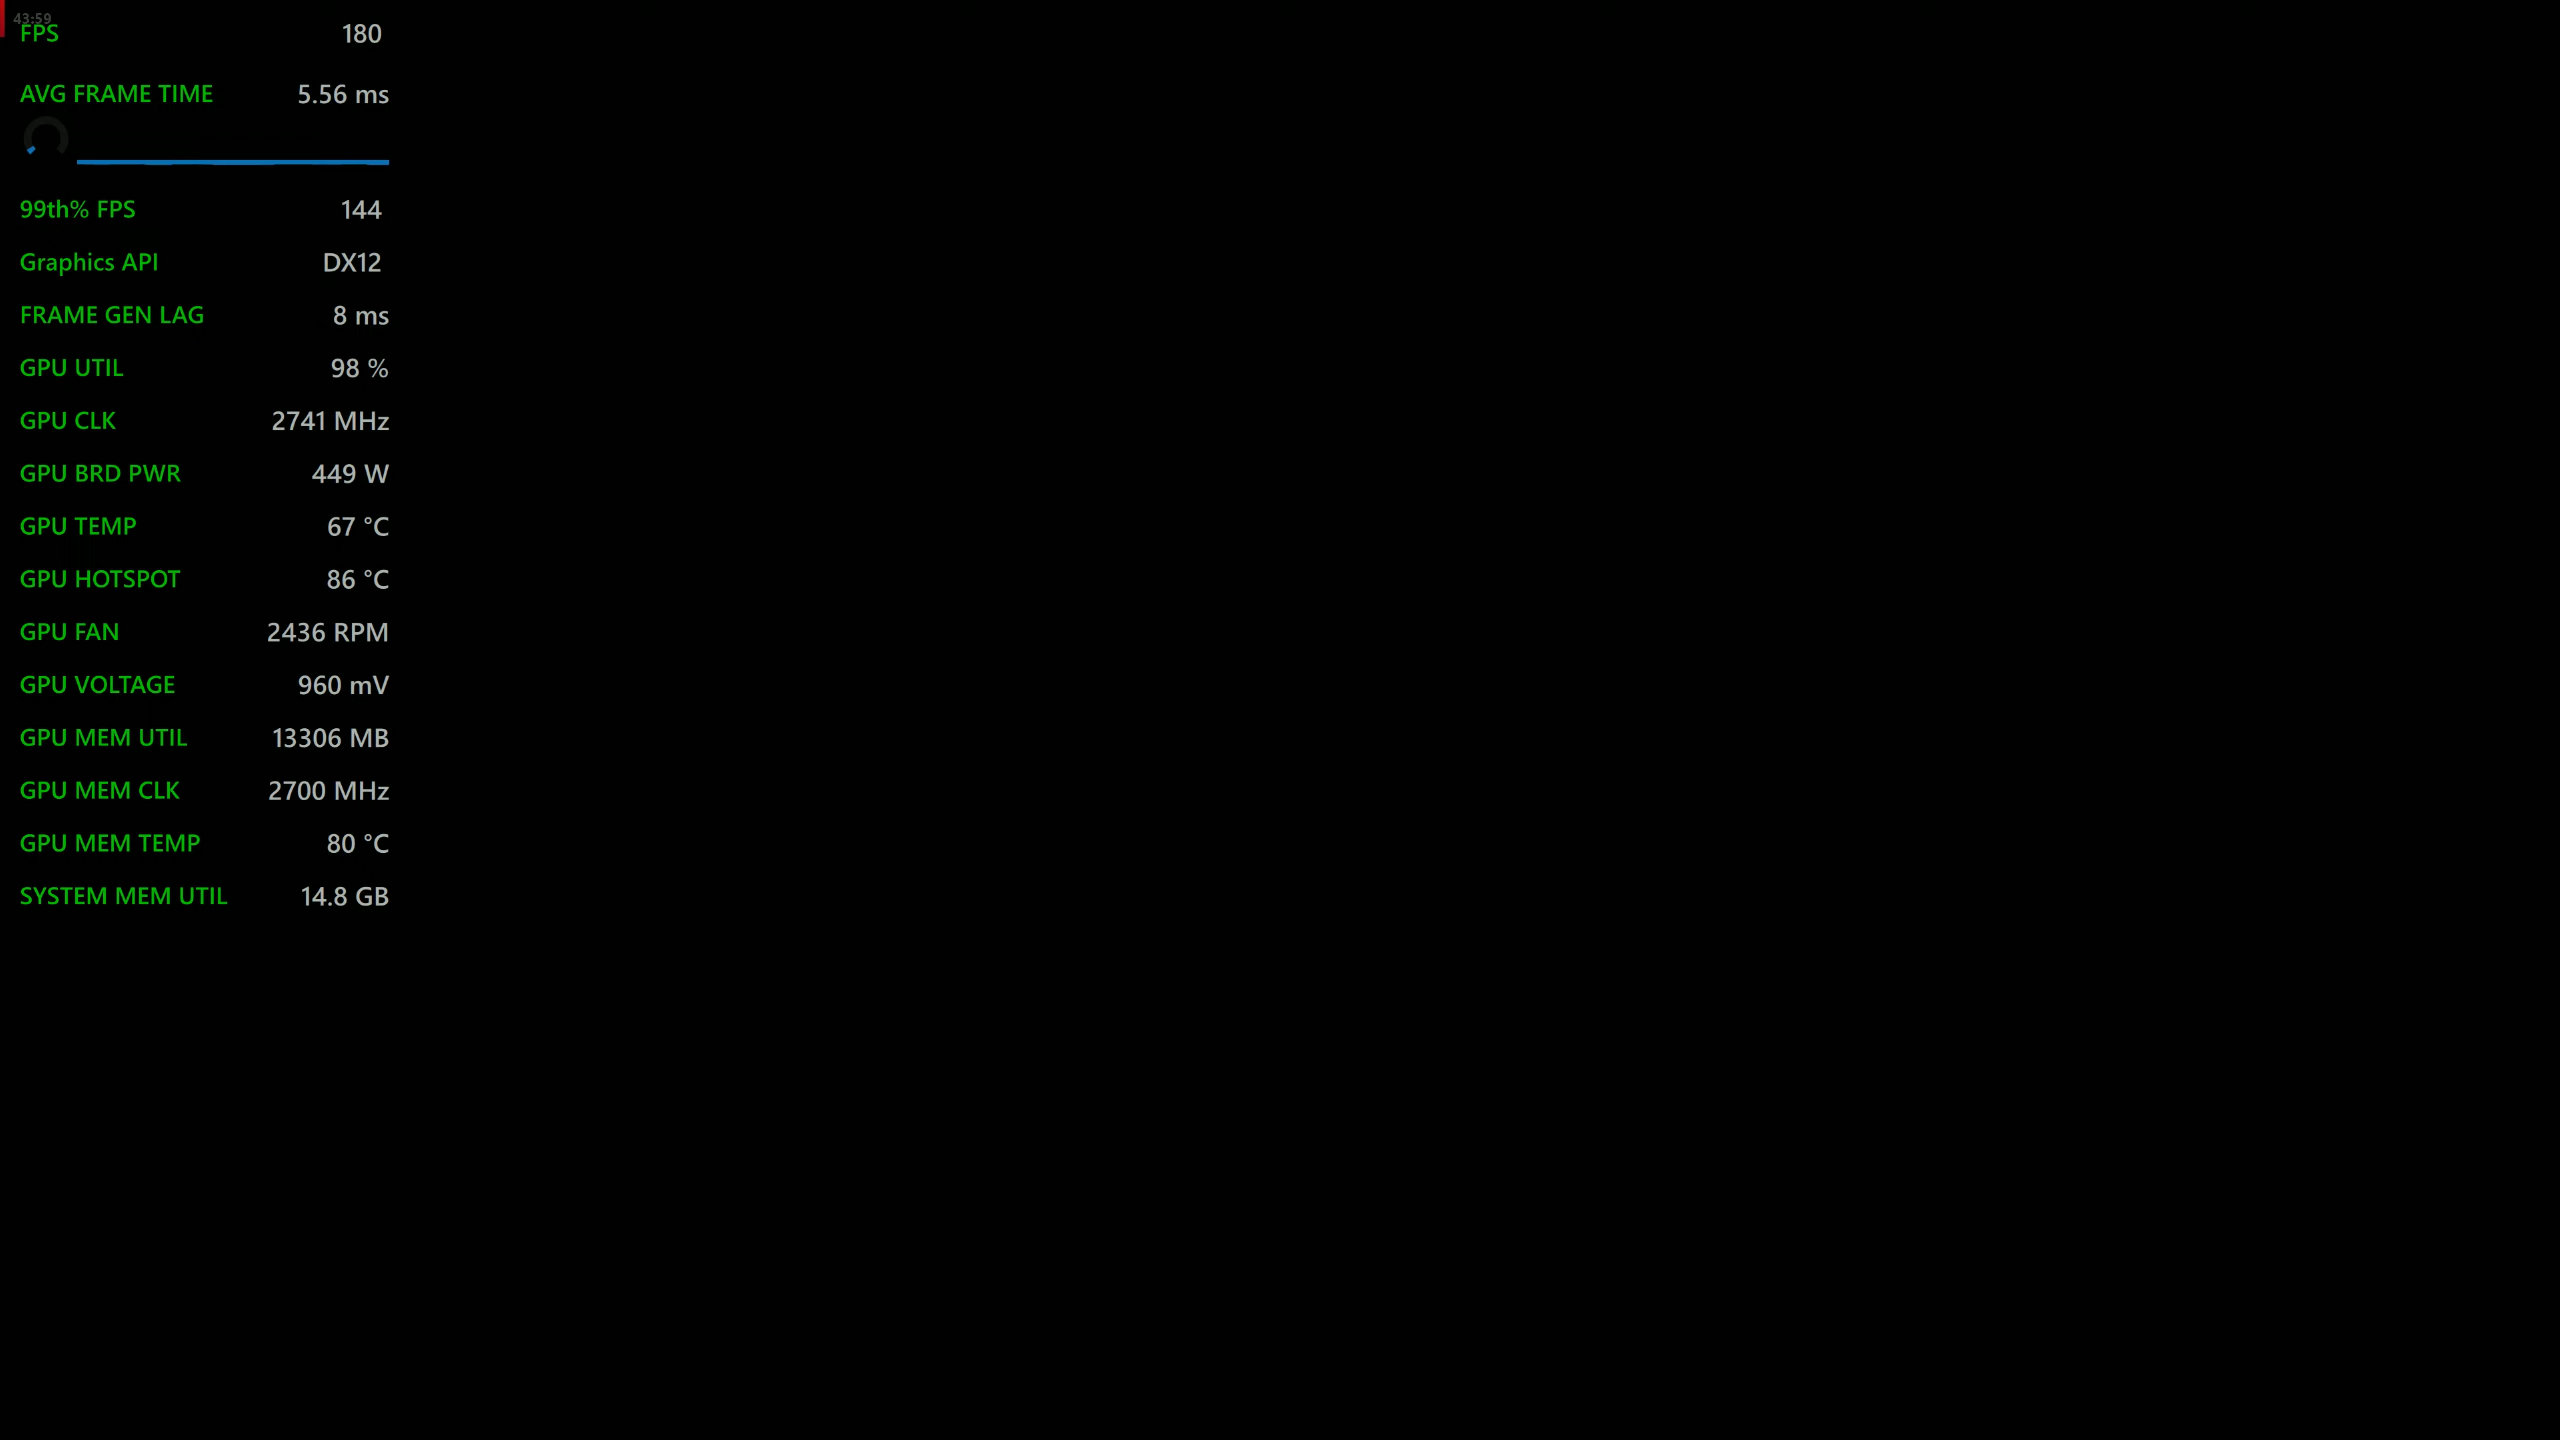 43:59
FPS 180
AVG FRAME TIME 5.56 ms
99th% FPS 144
Graphics API DX12
FRAME GEN LAG 8 ms
GPU UTIL 98 %
GPU CLK 2741 MHz
GPU BRD PWR 449 W
GPU TEMP 67 °C
GPU HOTSPOT 86 °C
GPU FAN 2436 RPM
GPU VOLTAGE 960 mV
GPU MEM UTIL 13306 MB
GPU MEM CLK 2700 MHz
GPU MEM TEMP 80 °C
SYSTEM MEM UTIL 14.8 GB